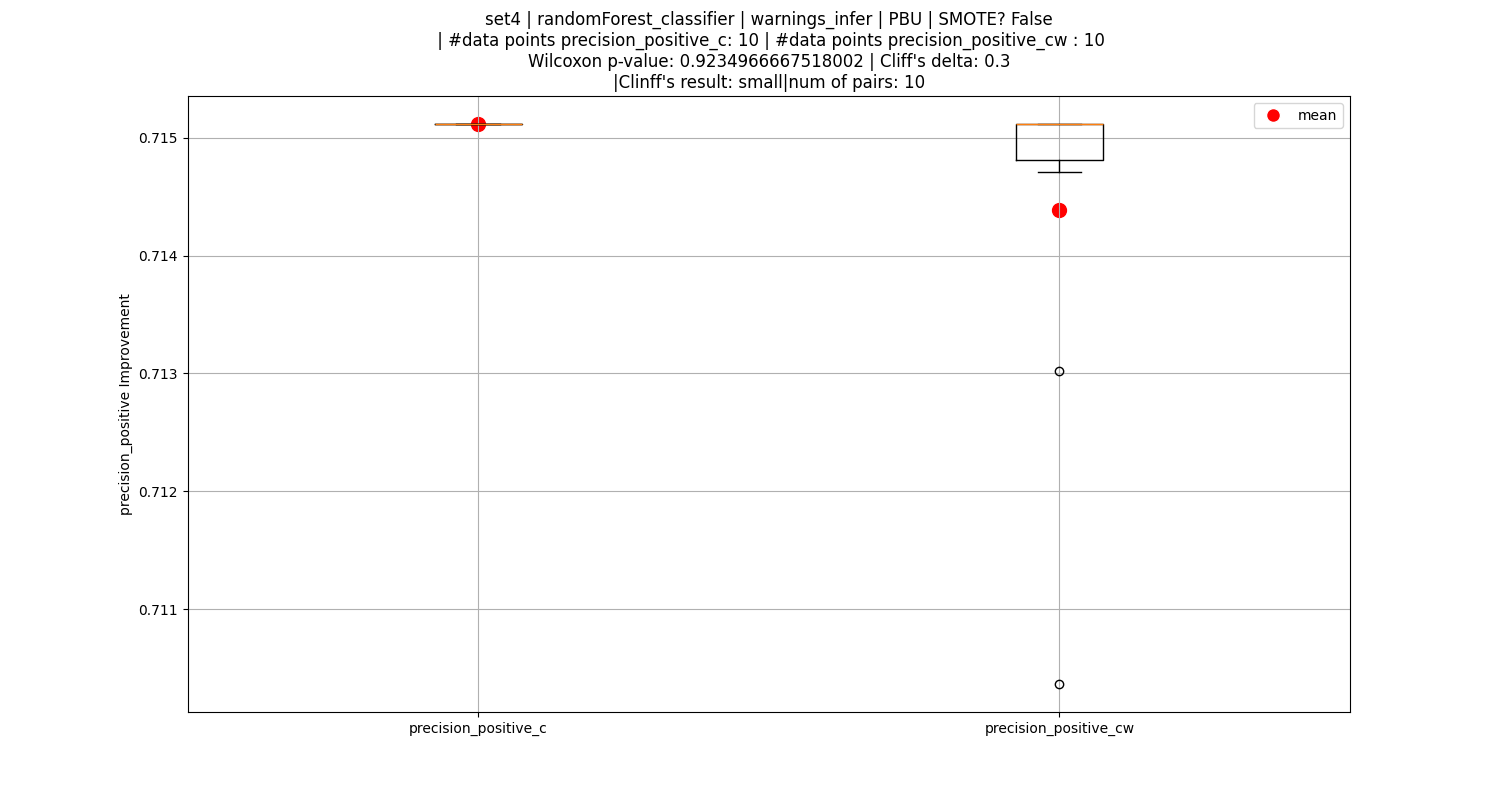 set4 | randomForest_classifier | warnings_infer | PBU | SMOTE? False
| #data points precision_positive_c: 10 | #data points precision_positive_cw : 10
Wilcoxon p-value: 0.9234966667518002 | Cliff's delta: 0.3
|Clinff's result: small|num of pairs: 10
mean
0.715
0.714
0.713
0.712
0.711
precision_positive Improvement
precision_positive_c
precision_positive_cw